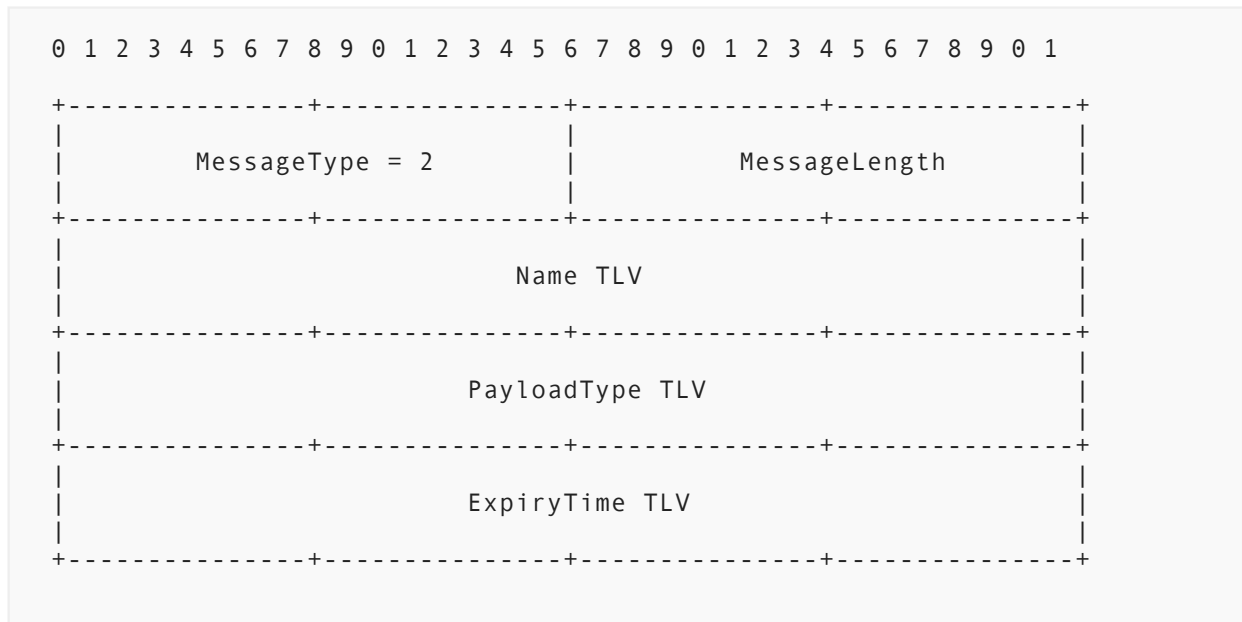 0 1 2 3 4 5 6 7 8 9 0 1 2 3 4 5 6 7 8 9 0 1 2 3 4 5 6 7 8 9 0 1
+---------------+---------------+---------------+---------------+
|                               |                               |
|        MessageType = 2        |          MessageLength        |
|                               |                               |
+---------------+---------------+---------------+---------------+
|                                                               |
|                            Name TLV                           |
|                                                               |
+---------------+---------------+---------------+---------------+
|                                                               |
|                         PayloadType TLV                       |
|                                                               |
+---------------+---------------+---------------+---------------+
|                                                               |
|                         ExpiryTime TLV                        |
|                                                               |
+---------------+---------------+---------------+---------------+